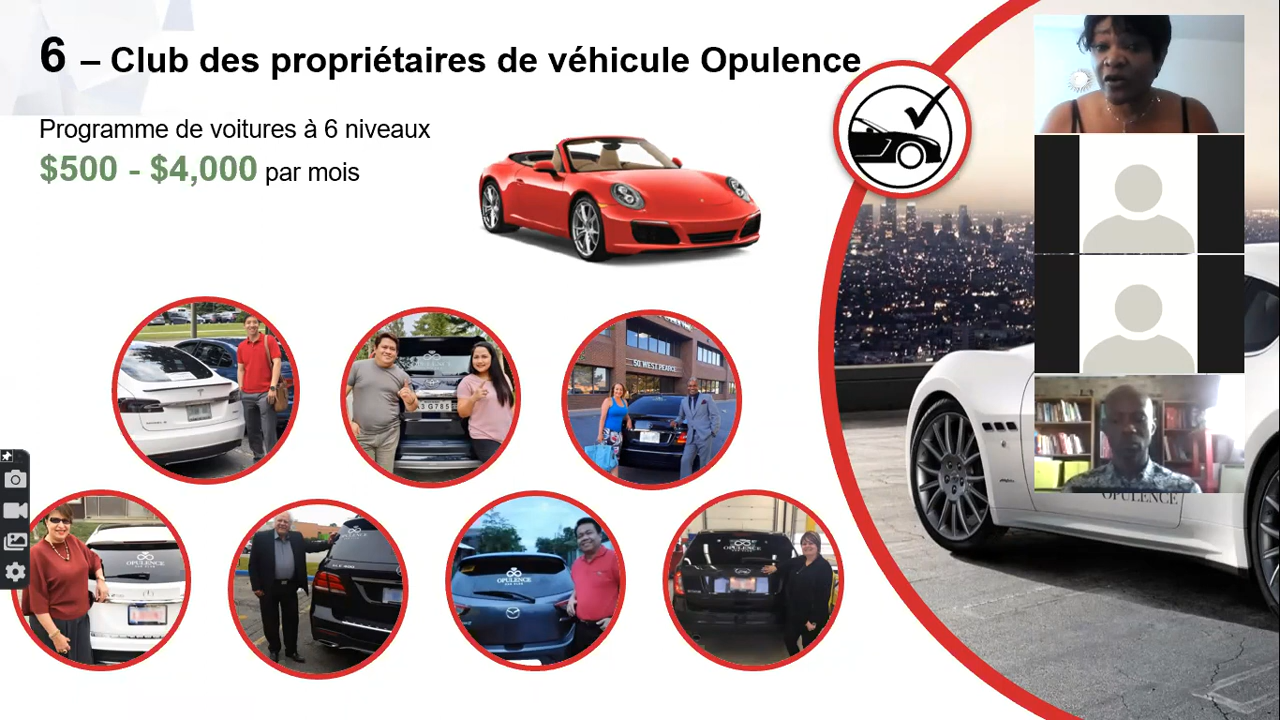 6 – Club des propriétaires de véhicule Opulence
Programme de voitures à 6 niveaux
$500 - $4,000 par mois
50 WEST PEARCE
OPULENCE
OPULENCE
OPULENCE
OPULENCE